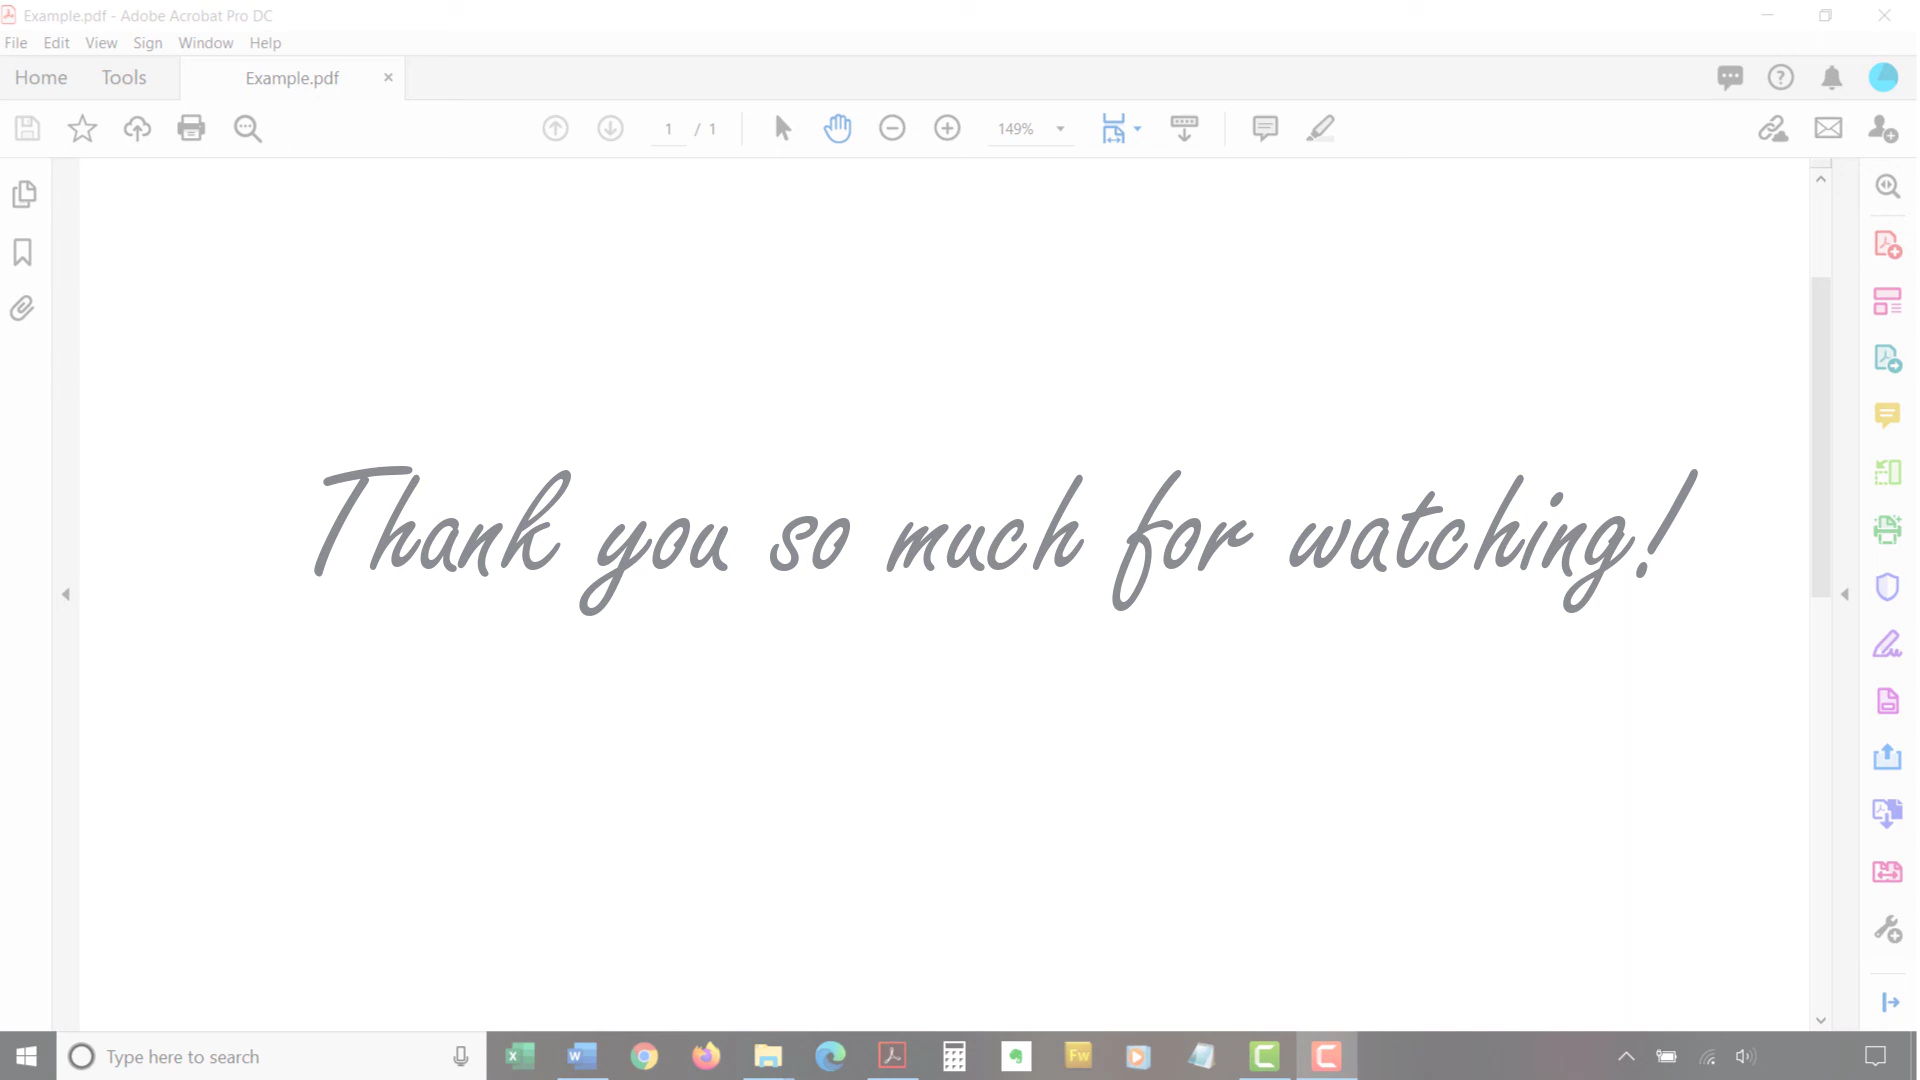 Example.pdf - Adobe Acrobat Pro DC
File Edit View Sign Window Help
Home Tools Example.pdf
1 / 1 149%
Thank you so much for watching!
Type here to search
Fw